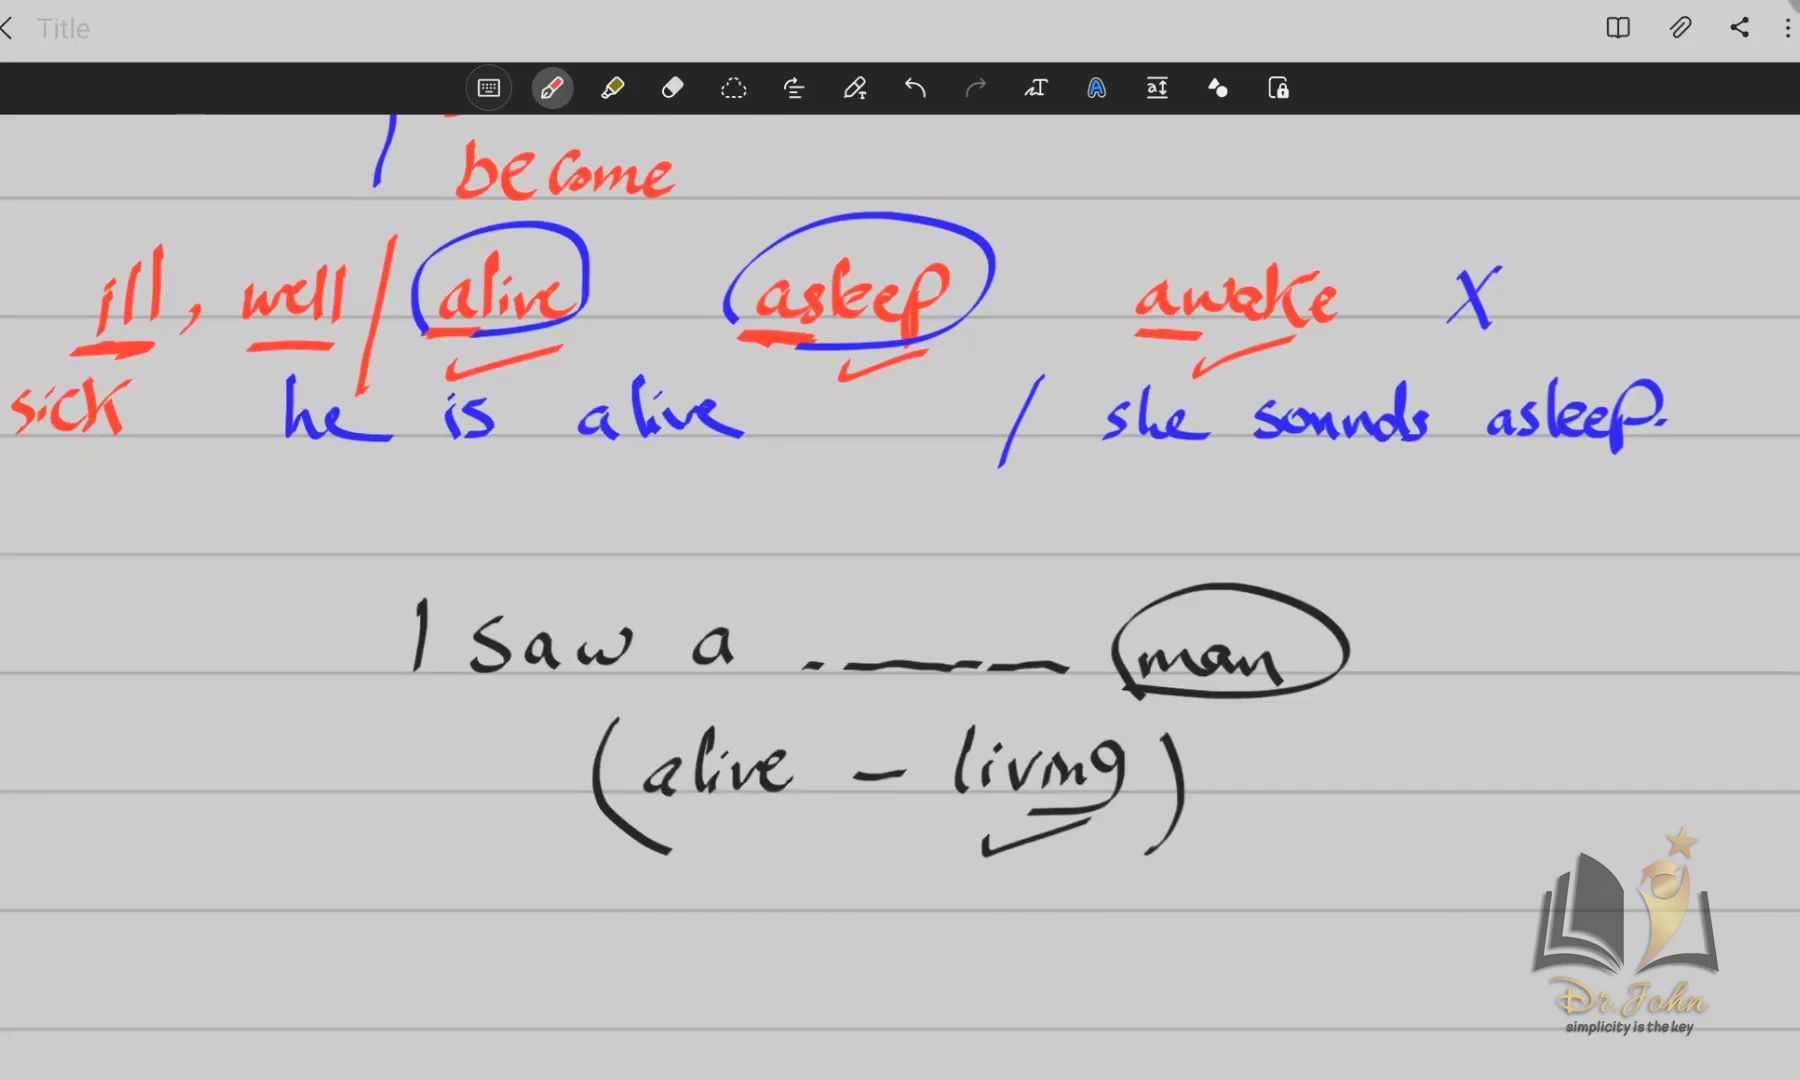 Title
become
ill, well / alive asleep awake X
sick he is alive / she sounds asleep.
I saw a ------- man
(alive – living)
Dr. John
simplicity is the key